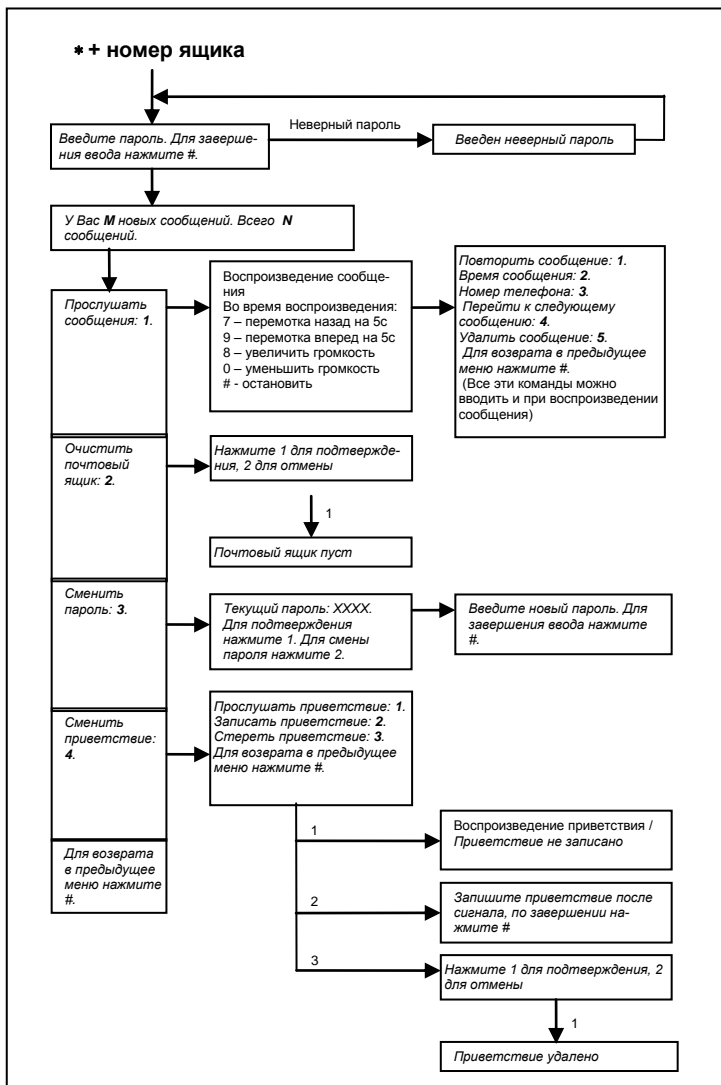 * + номер ящика
Введите пароль. Для заверше-
ния ввода нажмите #.
Неверный пароль
Введен неверный пароль
У Вас M новых сообщений. Всего N
сообщений.
Прослушать
сообщения: 1.
Воспроизведение сообще-
ния
Во время воспроизведения:
7 – перемотка назад на 5с
9 – перемотка вперед на 5с
8 – увеличить громкость
0 – уменьшить громкость
# - остановить
Повторить сообщение: 1.
Время сообщения: 2.
Номер телефона: 3.
Перейти к следующему
сообщению: 4.
Удалить сообщение: 5.
Для возврата в предыдущее
меню нажмите #.
(Все эти команды можно
вводить и при воспроизведении
сообщения)
Очистить
почтовый
ящик: 2.
Нажмите 1 для подтвержде-
ния, 2 для отмены
1
Почтовый ящик пуст
Сменить
пароль: 3.
Текущий пароль: XXXX.
Для подтверждения
нажмите 1. Для смены
пароля нажмите 2.
Введите новый пароль. Для
завершения ввода нажмите
#.
Сменить
приветствие:
4.
Прослушать приветствие: 1.
Записать приветствие: 2.
Стереть приветствие: 3.
Для возврата в предыдущее
меню нажмите #.
Для возврата
в предыдущее
меню нажмите
#.
1
Воспроизведение приветствия /
Приветствие не записано
2
Запишите приветствие после
сигнала, по завершении на-
жмите #
3
Нажмите 1 для подтверждения, 2
для отмены
1
Приветствие удалено